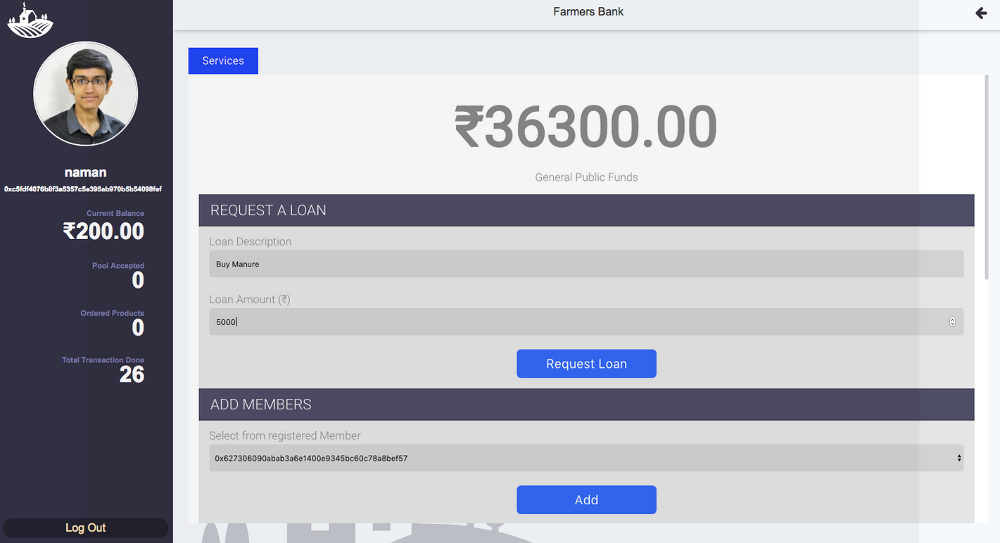 Farmers Bank
naman
0xc5fdf4076b8f3a5357c5e395ab970b5b54098fef
Current Balance
₹200.00
Pool Accepted
0
Ordered Products
0
Total Transaction Done
26
Log Out
Services
₹36300.00
General Public Funds
REQUEST A LOAN
Loan Description
Buy Manure
Loan Amount (₹)
5000
Request Loan
ADD MEMBERS
Select from registered Member
0x627306090abab3a6e1400e9345bc60c78a8bef57
Add